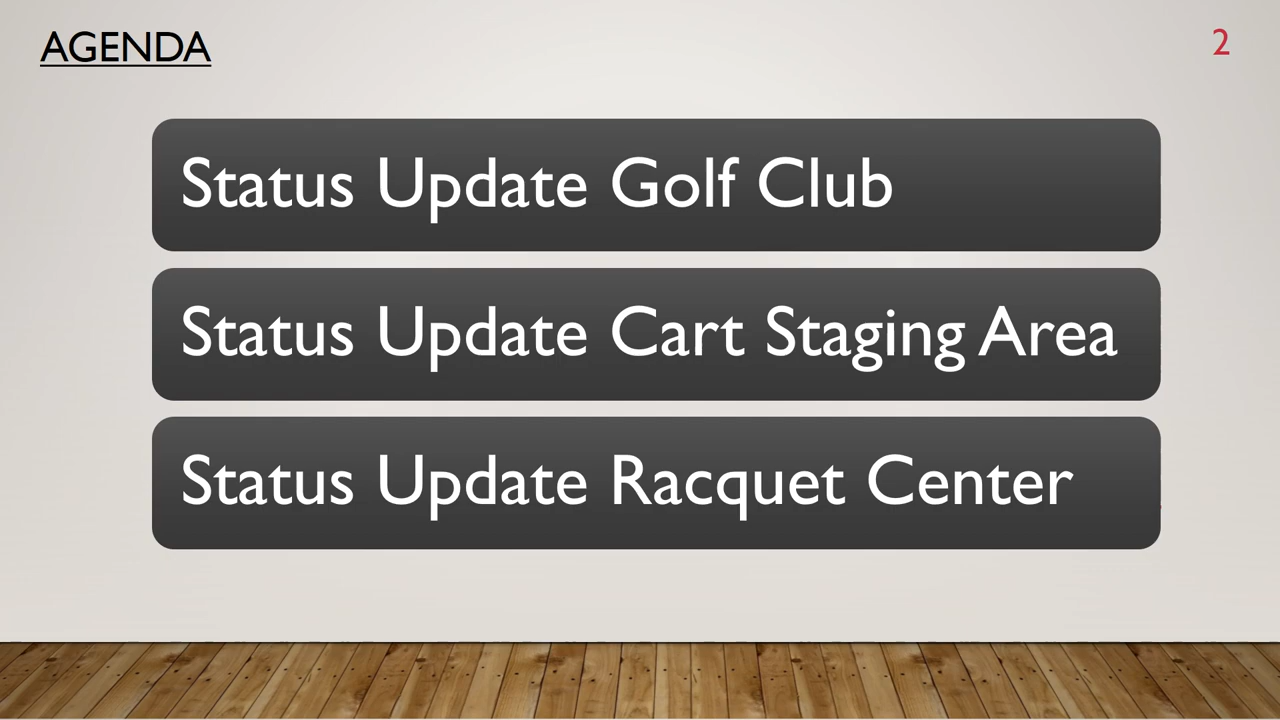 AGENDA
2
Status Update Golf Club
Status Update Cart Staging Area
Status Update Racquet Center